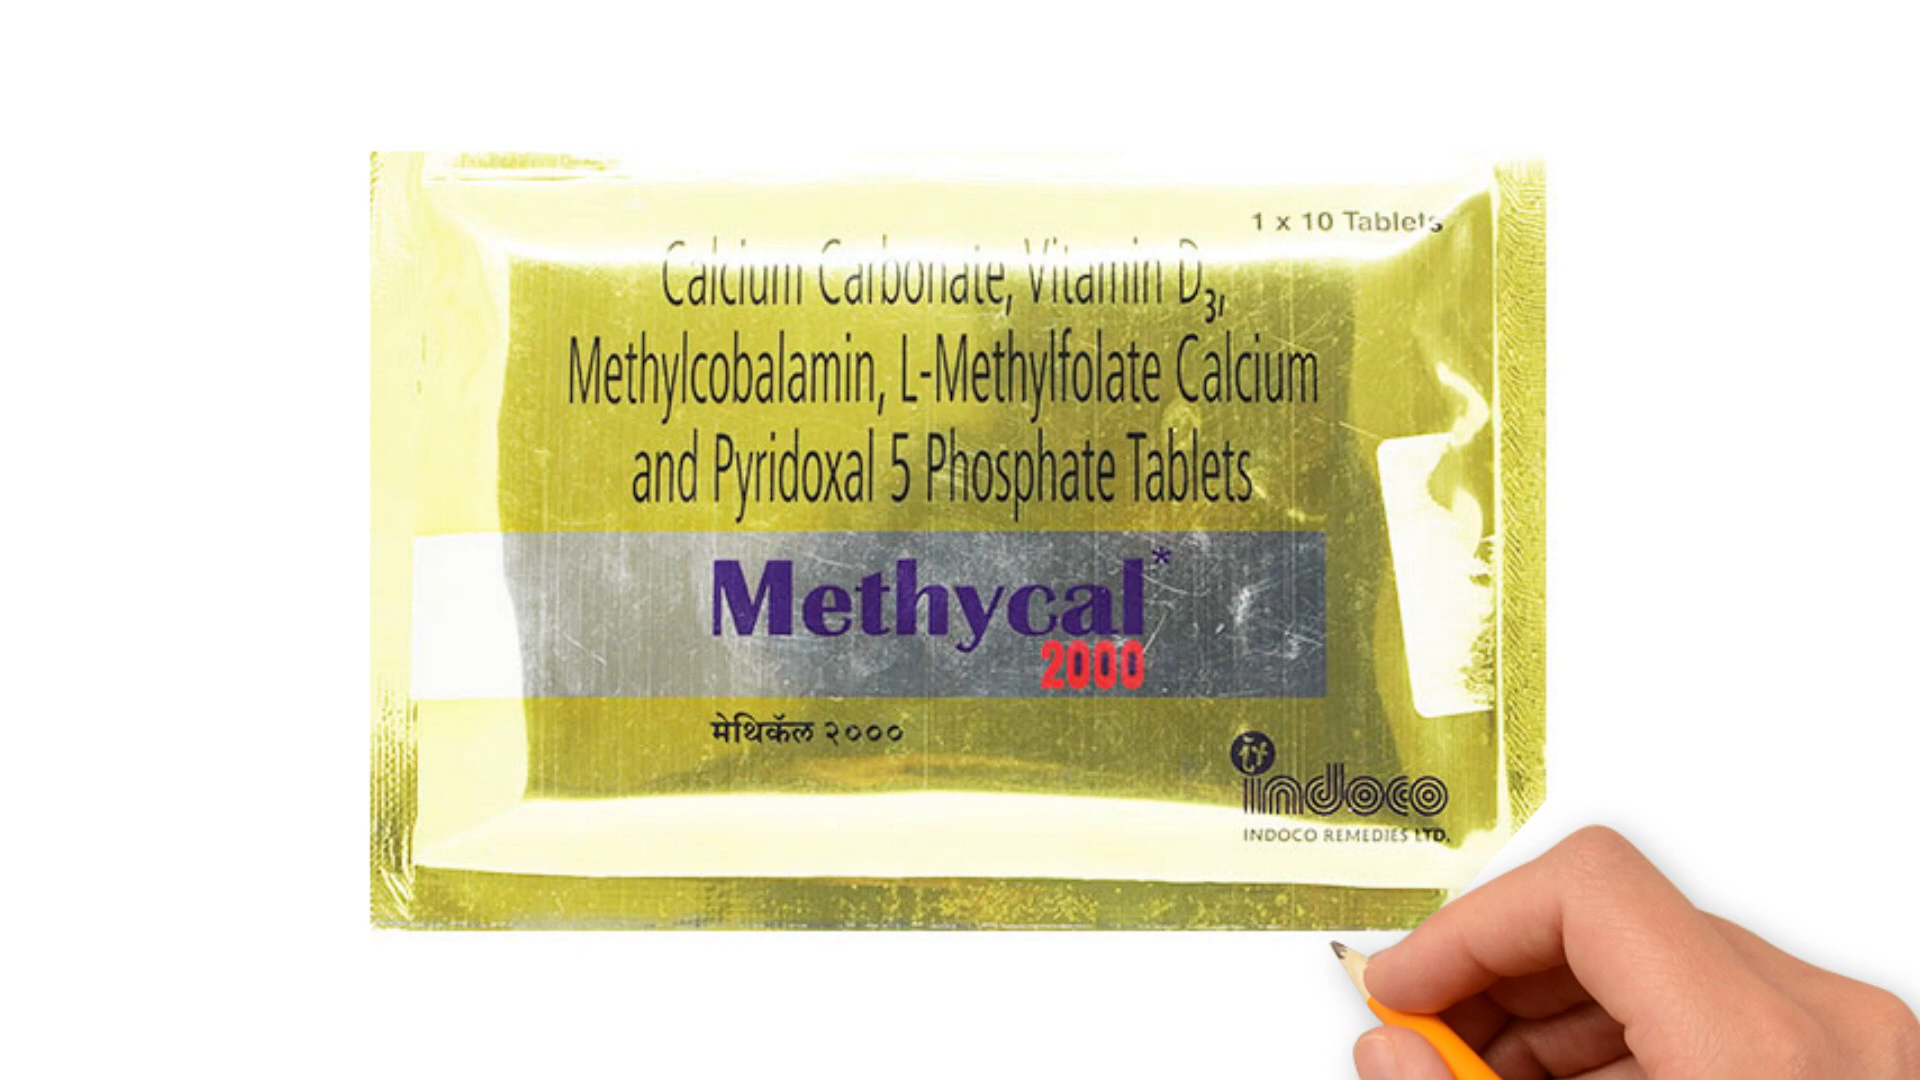 1 x 10 Tablets
Calcium Carbonate, Vitamin D3,
Methylcobalamin, L-Methylfolate Calcium
and Pyridoxal 5 Phosphate Tablets
Methycal*
2000
मेथिकॅल २०००
indoco
INDOCO REMEDIES LTD.